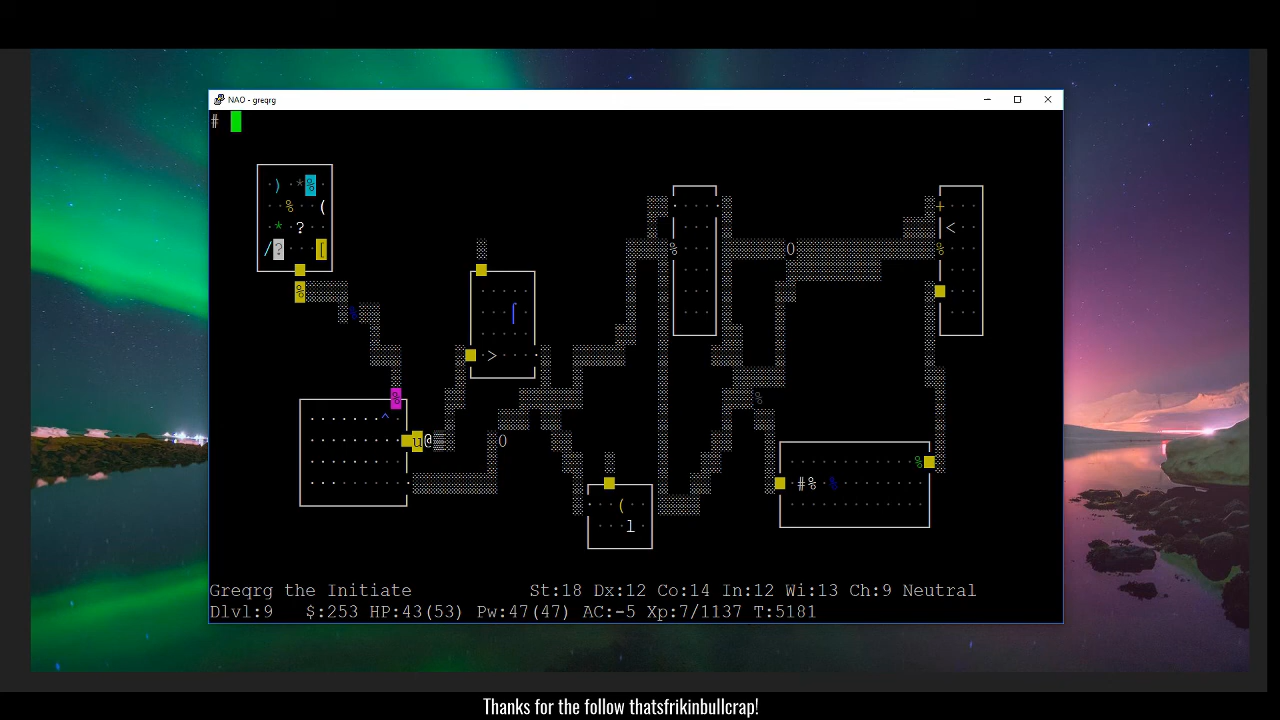 NAO - greqrg
#
Greqrg the Initiate St:18 Dx:12 Co:14 In:12 Wi:13 Ch:9 Neutral
Dlvl:9 $:253 HP:43(53) Pw:47(47) AC:-5 Xp:7/1137 T:5181
Thanks for the follow thatsfrikinbullcrap!